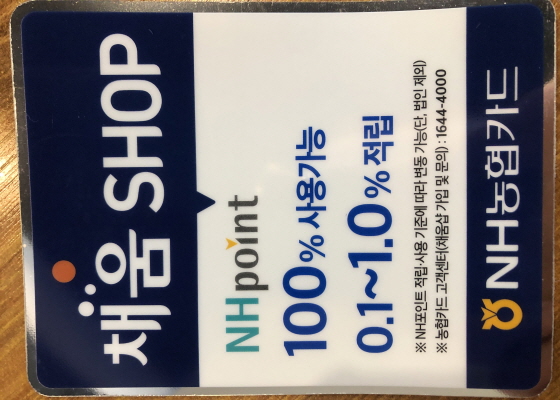 채움 SHOP
NHpoint
100% 사용가능
0.1~1.0% 적립
※ NH포인트 적립·사용 기준에 따라 변동 가능(단, 법인 제외)
※ 농협카드 고객센터(채움샵 가입 및 문의) : 1644-4000
NH농협카드